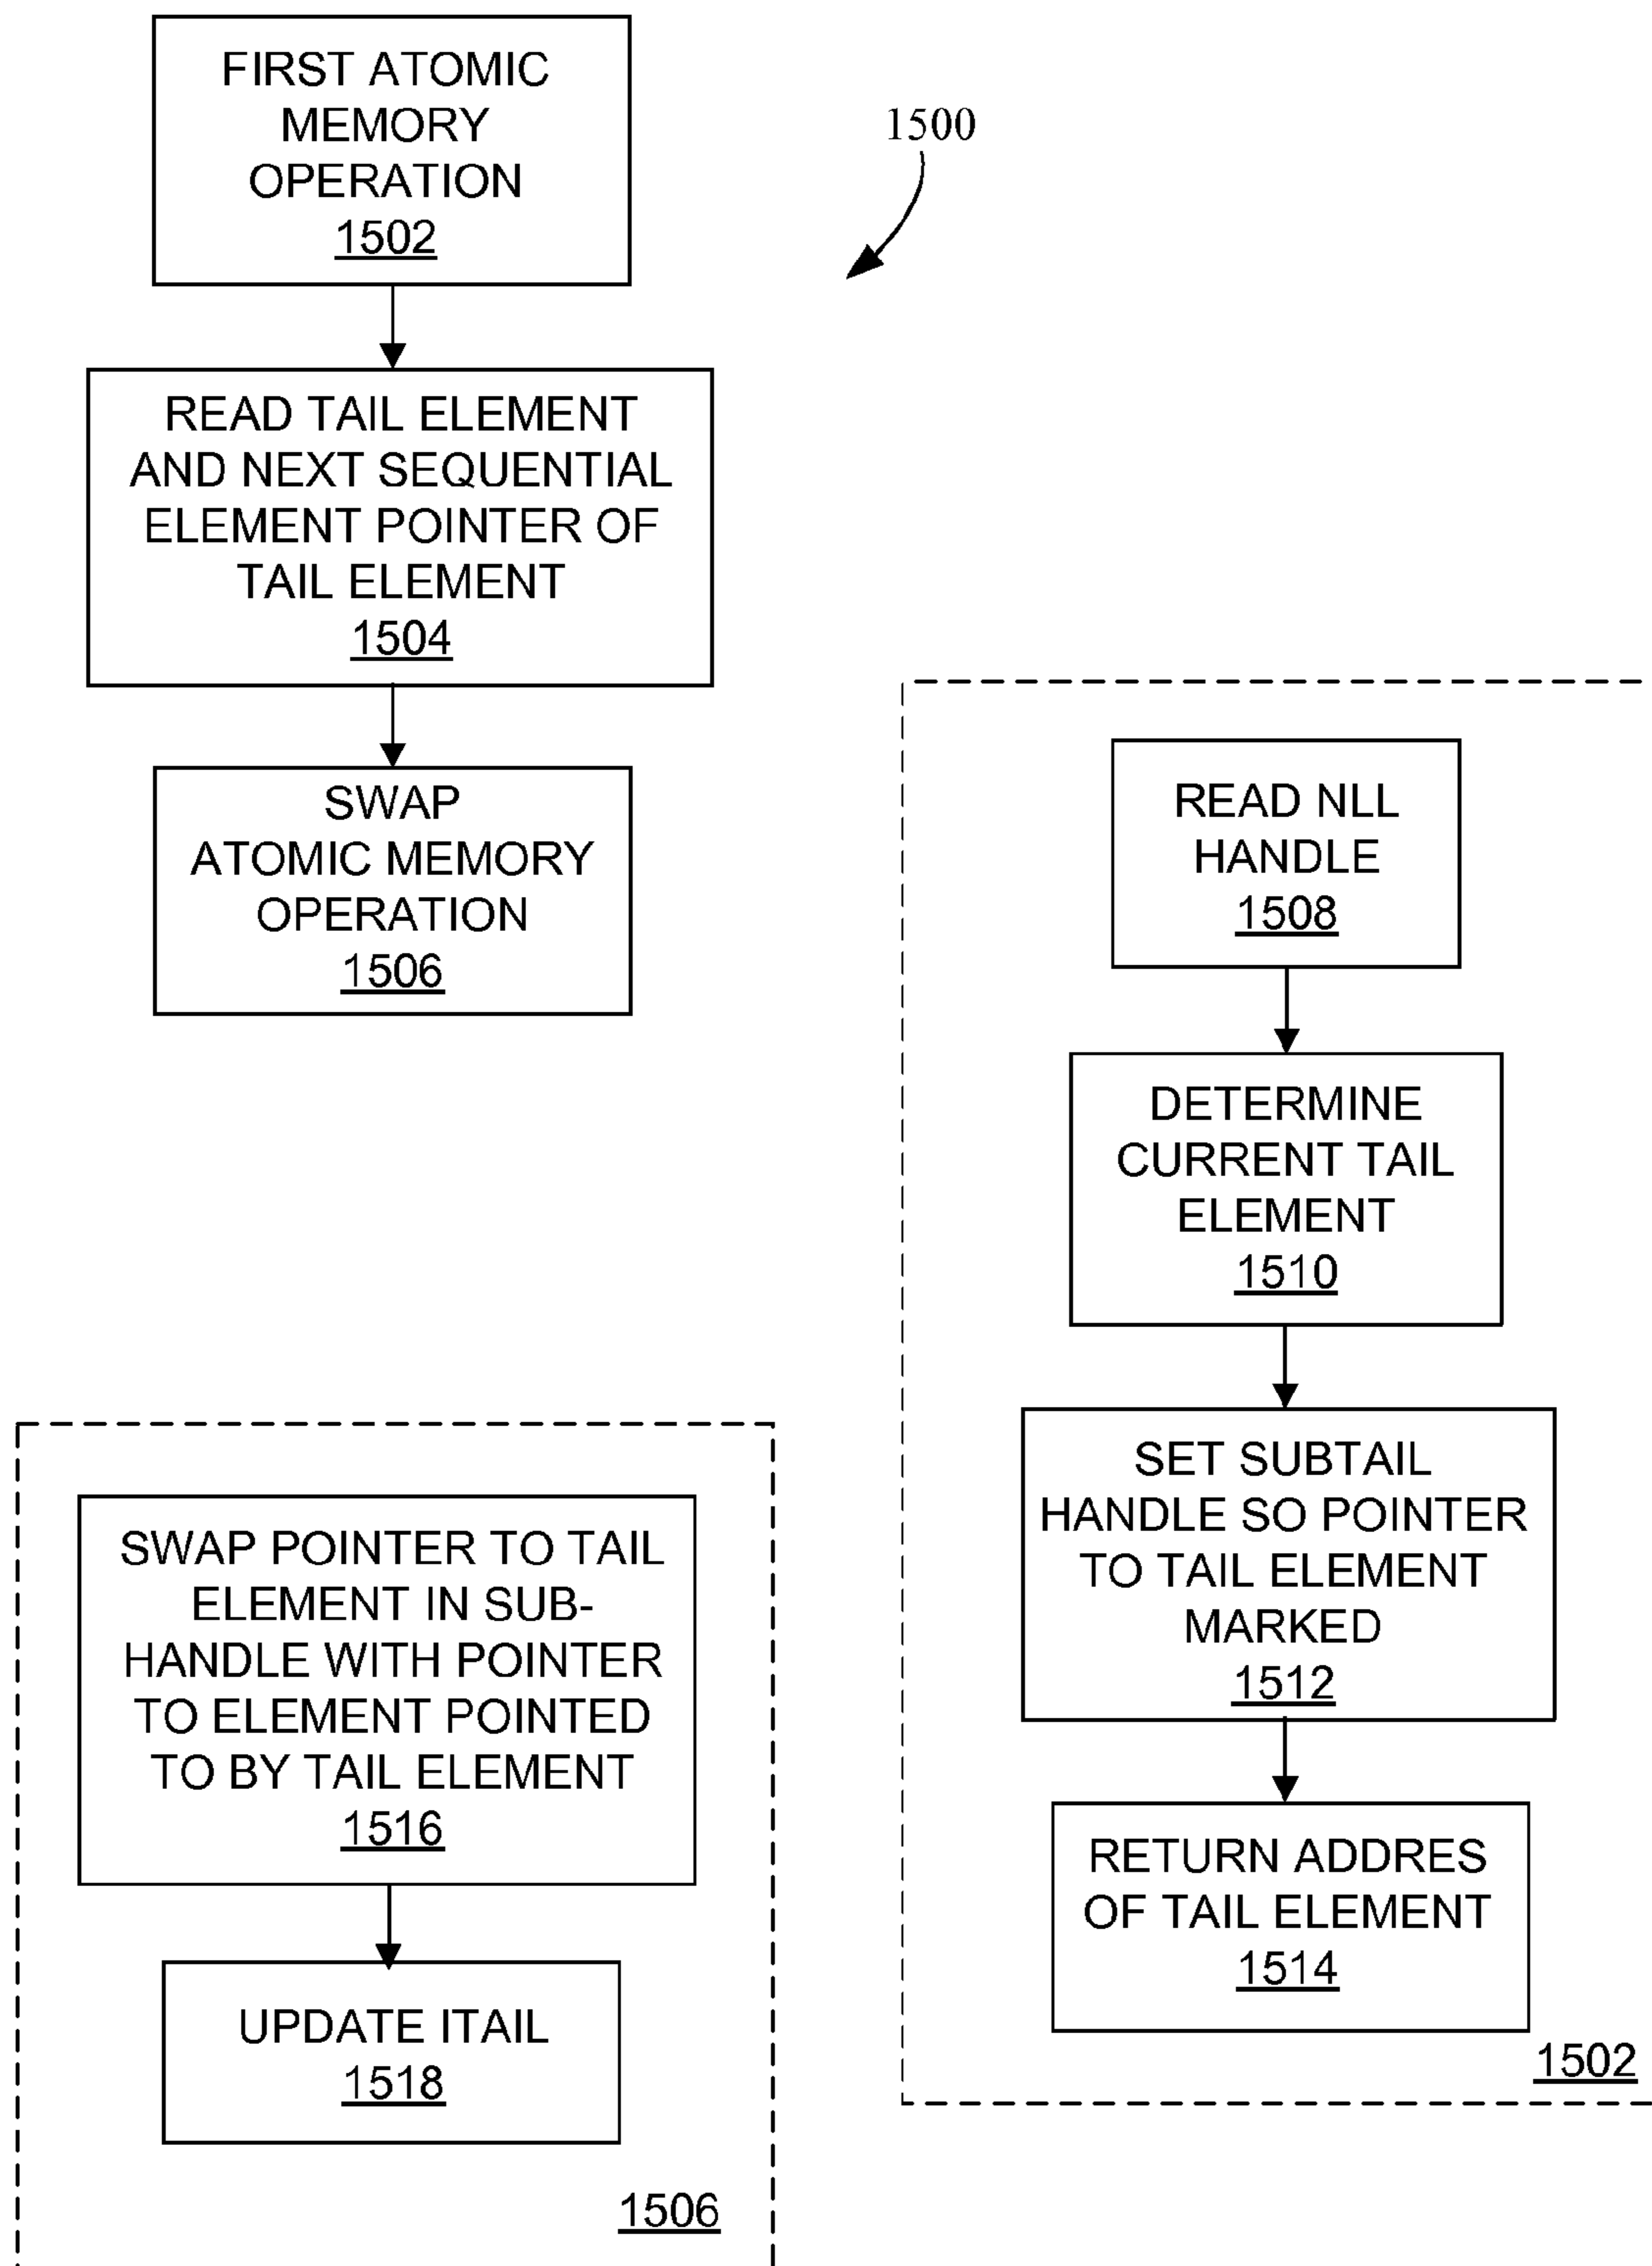 FIRST ATOMIC
MEMORY
OPERATION
1502
1500
READ TAIL ELEMENT
AND NEXT SEQUENTIAL
ELEMENT POINTER OF
TAIL ELEMENT
1504
SWAP
ATOMIC MEMORY
OPERATION
1506
READ NLL
HANDLE
1508
DETERMINE
CURRENT TAIL
ELEMENT
1510
SET SUBTAIL
HANDLE SO POINTER
TO TAIL ELEMENT
MARKED
1512
RETURN ADDRES
OF TAIL ELEMENT
1514
1502
SWAP POINTER TO TAIL
ELEMENT IN SUB-
HANDLE WITH POINTER
TO ELEMENT POINTED
TO BY TAIL ELEMENT
1516
UPDATE ITAIL
1518
1506